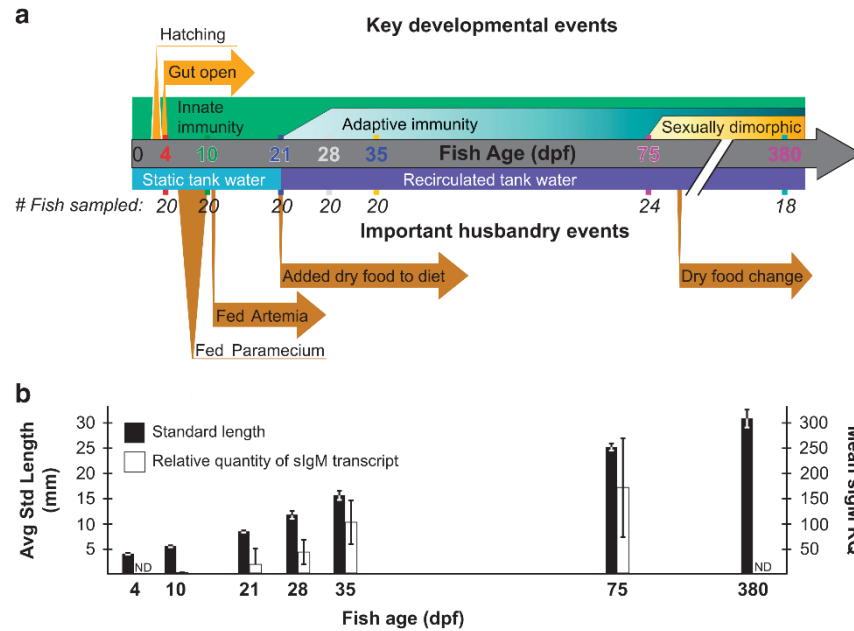 a
Key developmental events
Hatching
Gut open
Innate immunity
Adaptive immunity
Sexually dimorphic
0 4 10 21 28 35 Fish Age (dpf) 75 380
Static tank water
Recirculated tank water
# Fish sampled: 20 20 20 20 20 24 18
Important husbandry events
Added dry food to diet
Dry food change
Fed Artemia
Fed Paramecium
b
Standard length
Relative quantity of sIgM transcript
Avg Std Length
(mm)
30
25
20
15
10
5
300
250
200
150
100
50
Mean sIgM RQ
ND
ND
4 10 21 28 35 75 380
Fish age (dpf)